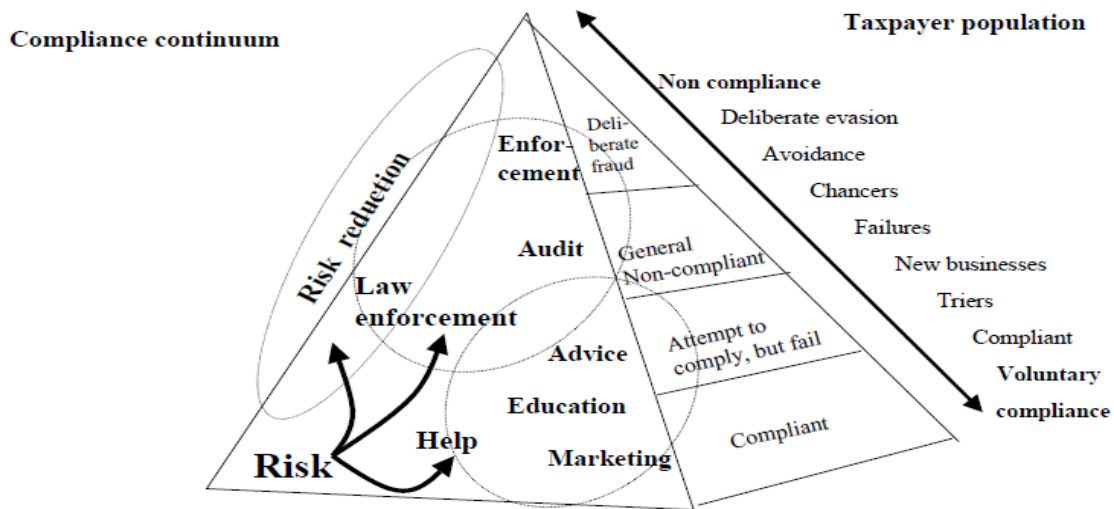 Compliance continuum
Taxpayer population
Risk reduction
Enfor-
cement
Audit
Law
enforcement
Advice
Education
Help
Marketing
Risk
Deli-
berate
fraud
General
Non-compliant
Attempt to
comply, but fail
Compliant
Non compliance
Deliberate evasion
Avoidance
Chancers
Failures
New businesses
Triers
Compliant
Voluntary
compliance